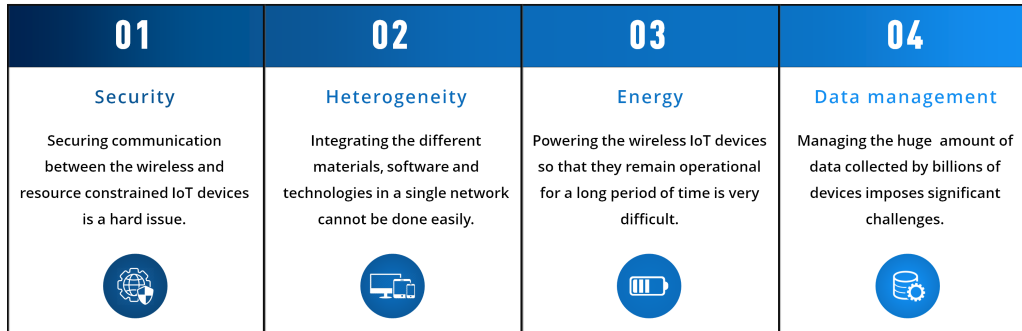 01
Security
Securing communication
between the wireless and
resource constrained IoT devices
is a hard issue.
02
Heterogeneity
Integrating the different
materials, software and
technologies in a single network
cannot be done easily.
03
Energy
Powering the wireless IoT devices
so that they remain operational
for a long period of time is very
difficult.
04
Data management
Managing the huge  amount of
data collected by billions of
devices imposes significant
challenges.